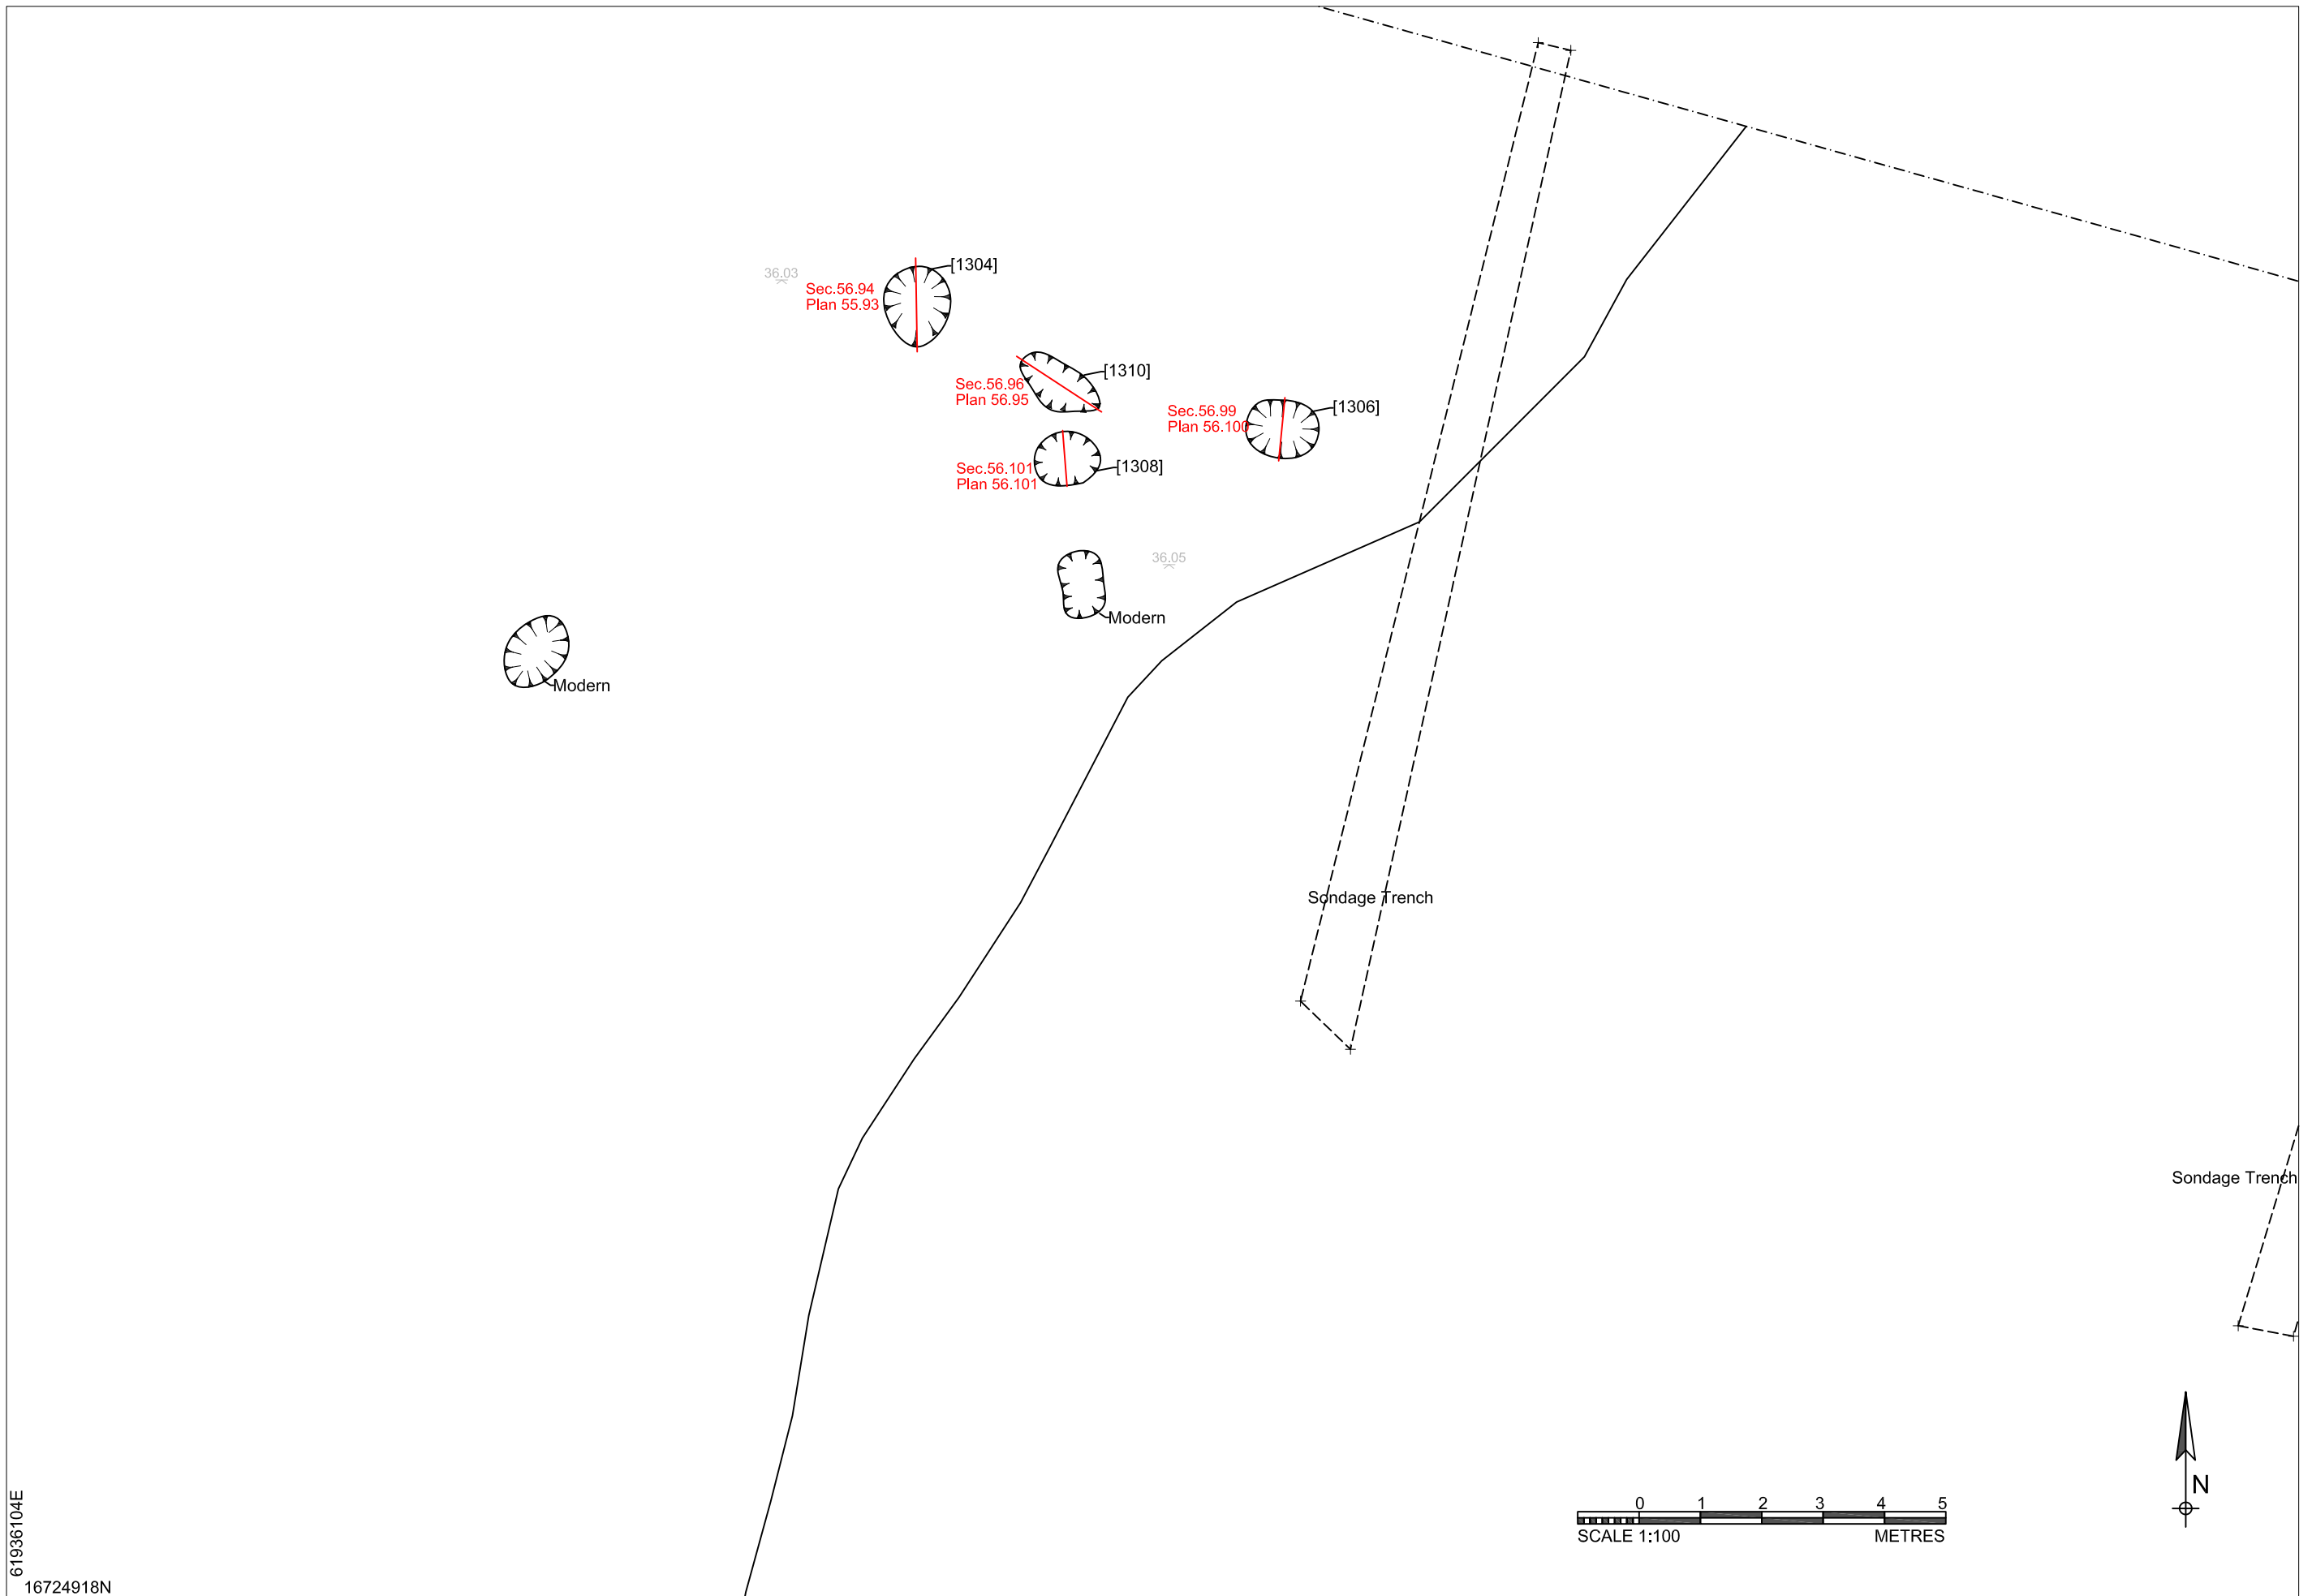 [1304]
36.03
Sec.56.94
Plan 55.93
[1310]
Sec.56.96
Plan 56.95
[1306]
Sec.56.99
Plan 56.100
[1308]
Sec.56.101
Plan 56.101
36.05
Modern
Modern
Sondage Trench
Sondage Trench
N
0 1 2 3 4 5
SCALE 1:100 METRES
61936104E
16724918N